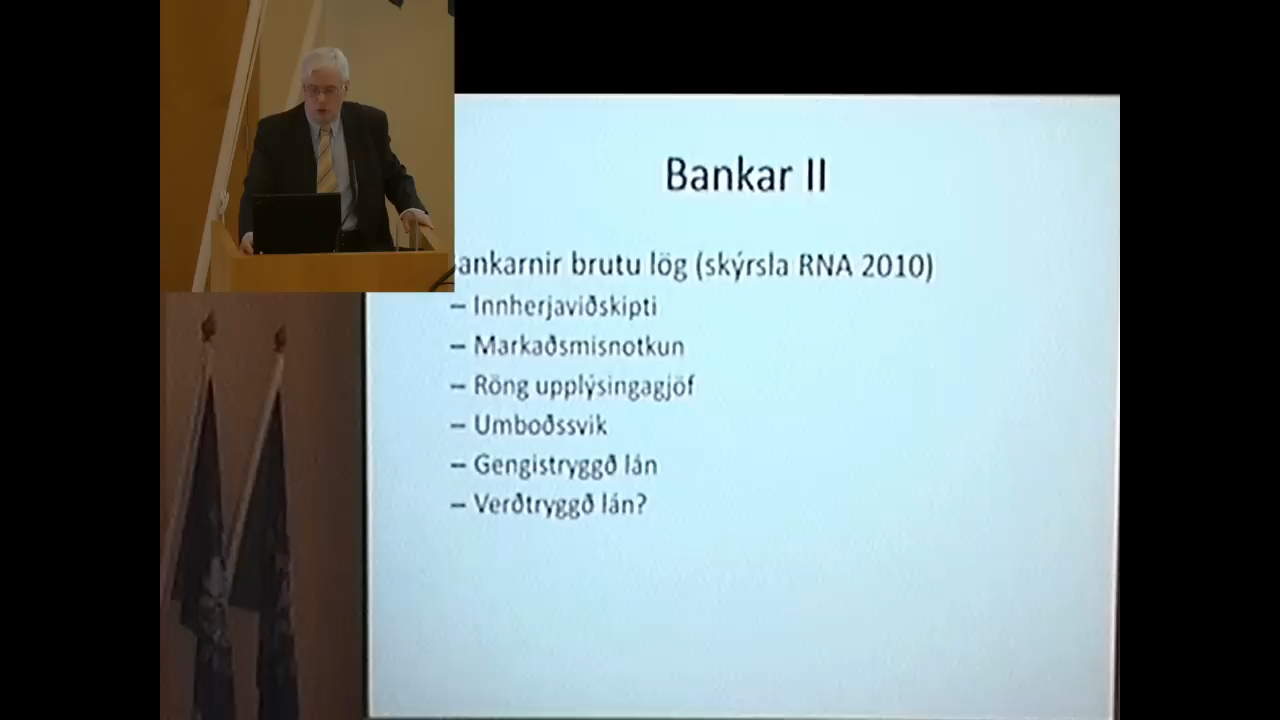 Bankar II
ankarnir brutu lög (skýrsla RNA 2010)
– Innherjaviðskipti
– Markaðsmisnotkun
– Röng upplýsingagjöf
– Umboðssvik
– Gengistryggð lán
– Verðtryggð lán?